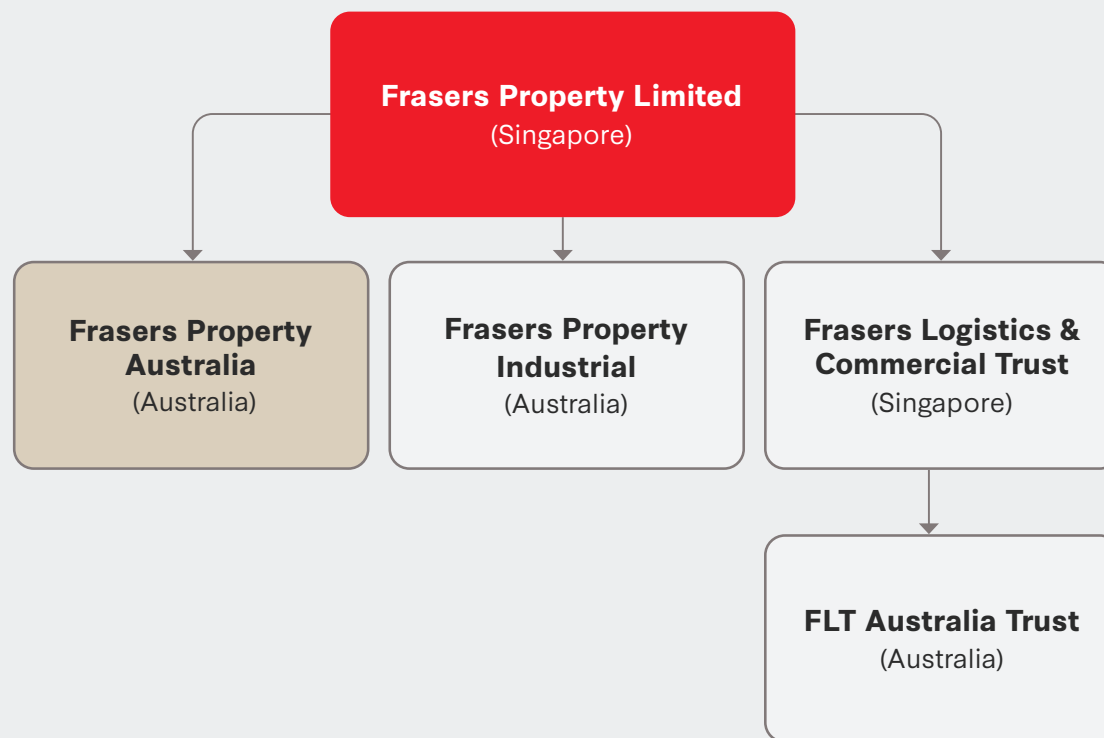 Frasers Property Limited
(Singapore)
Frasers Property
Australia
(Australia)
Frasers Property
Industrial
(Australia)
Frasers Logistics &
Commercial Trust
(Singapore)
FLT Australia Trust
(Australia)